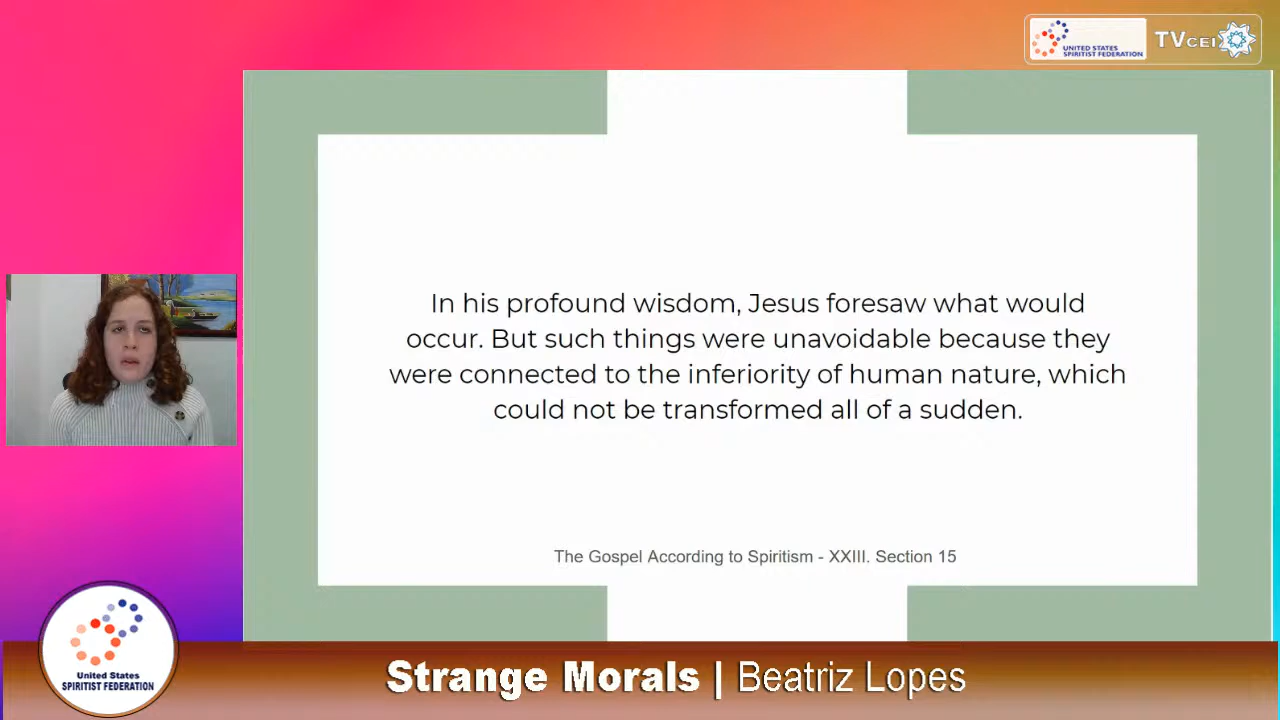 UNITED STATES
SPIRITIST FEDERATION
TVCEI
In his profound wisdom, Jesus foresaw what would
occur. But such things were unavoidable because they
were connected to the inferiority of human nature, which
could not be transformed all of a sudden.
The Gospel According to Spiritism - XXIII. Section 15
United States
SPIRITIST FEDERATION
Strange Morals | Beatriz Lopes